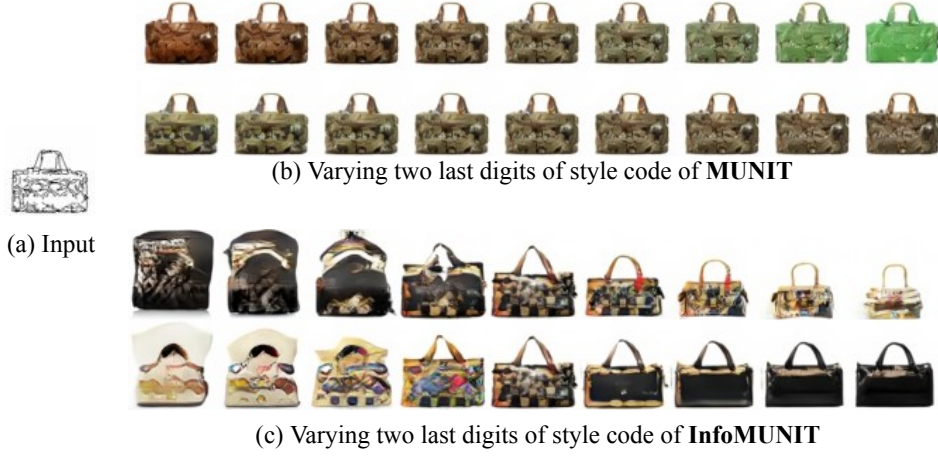 (b) Varying two last digits of style code of MUNIT
(a) Input
(c) Varying two last digits of style code of InfoMUNIT